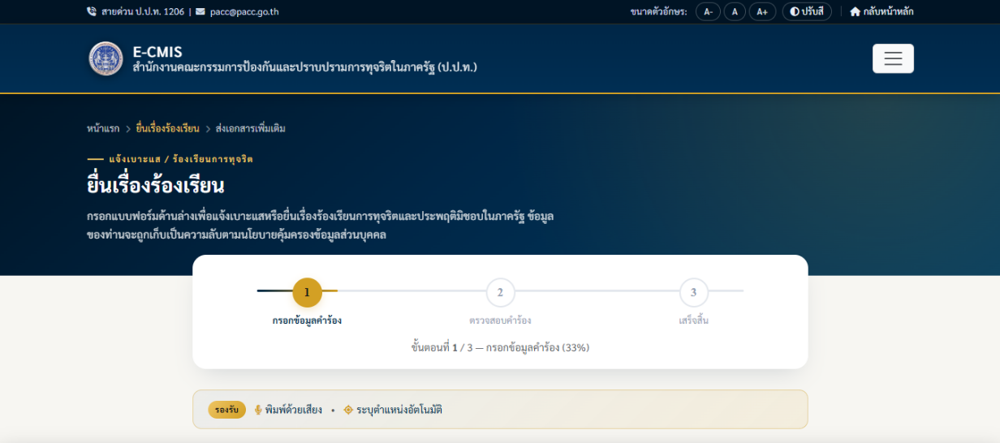 สายด่วน ป.ป.ท. 1206 | pacc@pacc.go.th ขนาดตัวอักษร: A- A A+ ปรับสี | กลับหน้าหลัก
E-CMIS
สำนักงานคณะกรรมการป้องกันและปราบปรามการทุจริตในภาครัฐ (ป.ป.ท.)
หน้าแรก > ยื่นเรื่องร้องเรียน > ส่งเอกสารเพิ่มเติม
แจ้งเบาะแส / ร้องเรียนการทุจริต
ยื่นเรื่องร้องเรียน
กรอกแบบฟอร์มด้านล่างเพื่อแจ้งเบาะแสหรือยื่นเรื่องร้องเรียนการทุจริตและประพฤติมิชอบในภาครัฐ ข้อมูล
ของท่านจะถูกเก็บเป็นความลับตามนโยบายคุ้มครองข้อมูลส่วนบุคคล
1 2 3
กรอกข้อมูลคำร้อง ตรวจสอบคำร้อง เสร็จสิ้น
ขั้นตอนที่ 1 / 3 — กรอกข้อมูลคำร้อง (33%)
รองรับ พิมพ์ด้วยเสียง • ระบุตำแหน่งอัตโนมัติ